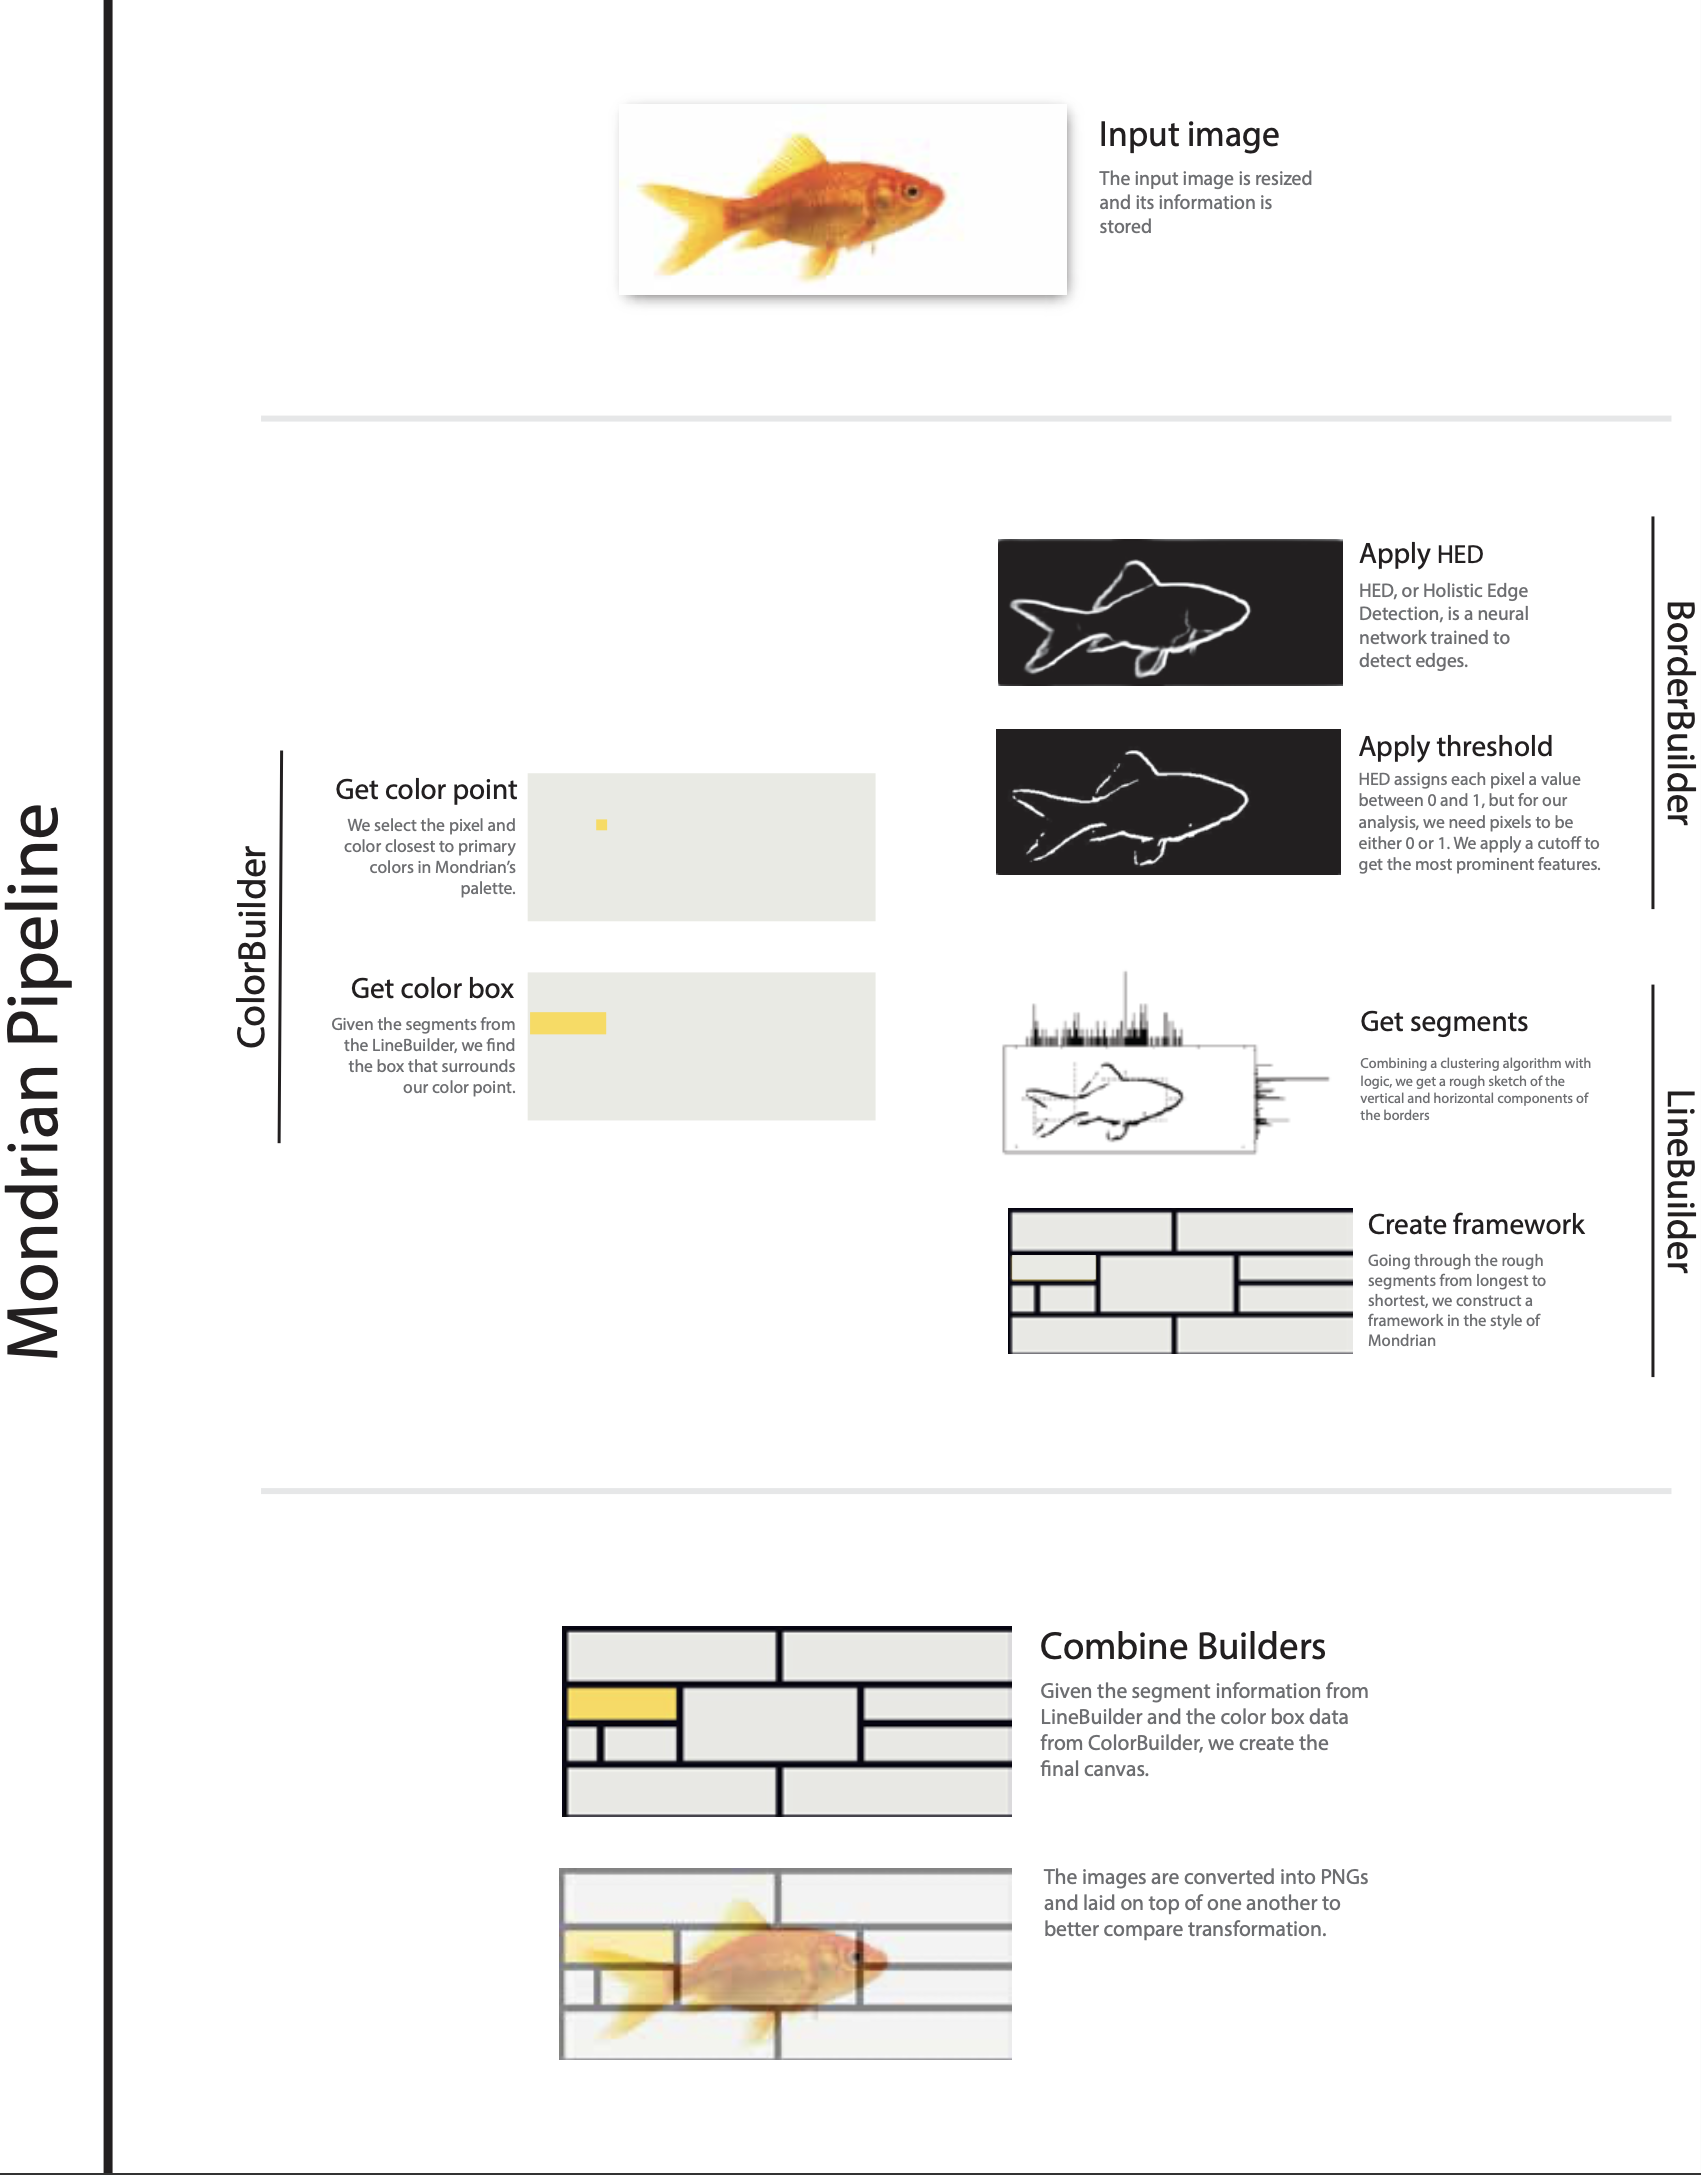 Mondrian Pipeline
Input image
The input image is resized
and its information is
stored
ColorBuilder
Get color point
We select the pixel and
color closest to primary
colors in Mondrian's
palette.
Get color box
Given the segments from
the LineBuilder, we find
the box that surrounds
our color point.
BorderBuilder
Apply HED
HED, or Holistic Edge
Detection, is a neural
network trained to
detect edges.
Apply threshold
HED assigns each pixel a value
between 0 and 1, but for our
analysis, we need pixels to be
either 0 or 1. We apply a cutoff to
get the most prominent features.
LineBuilder
Get segments
Combining a clustering algorithm with
logic, we get a rough sketch of the
vertical and horizontal components of
the borders
Create framework
Going through the rough
segments from longest to
shortest, we construct a
framework in the style of
Mondrian
Combine Builders
Given the segment information from
LineBuilder and the color box data
from ColorBuilder, we create the
final canvas.
The images are converted into PNGs
and laid on top of one another to
better compare transformation.